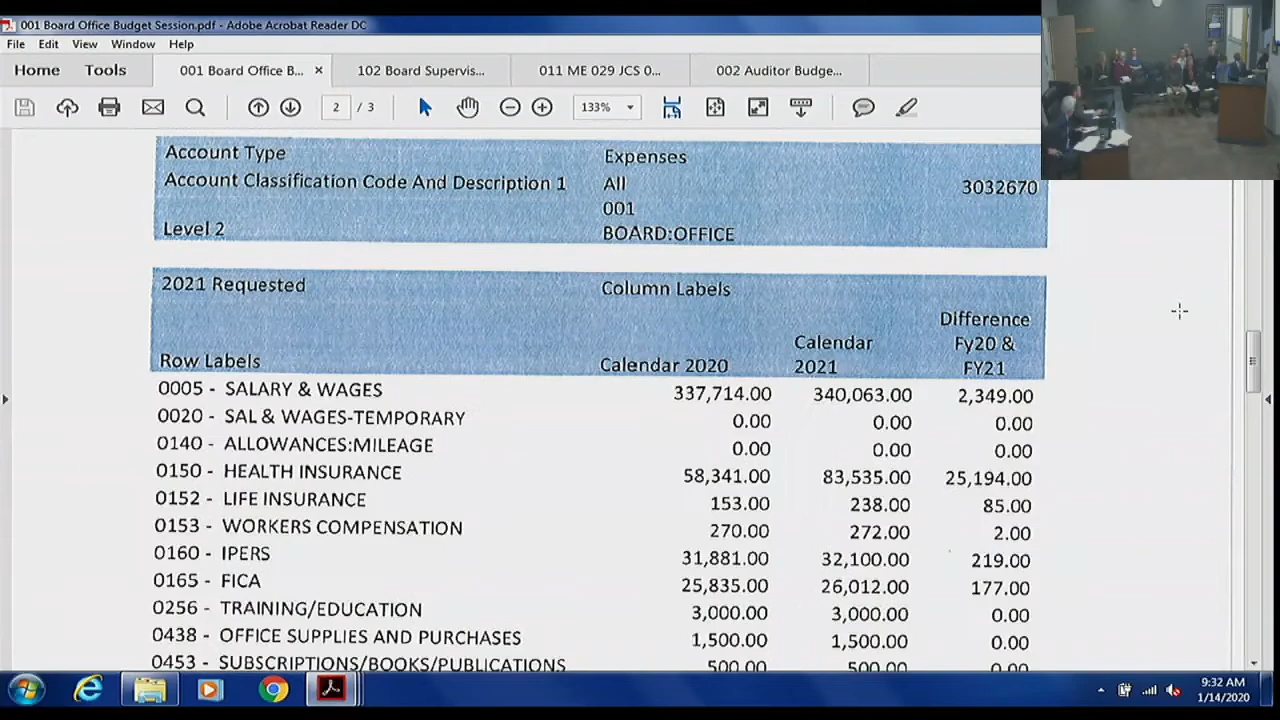 001 Board Office Budget Session.pdf - Adobe Acrobat Reader DC
File Edit View Window Help
Home Tools 001 Board Office B... × 102 Board Supervis... 011 ME 029 JCS 0... 002 Auditor Budge...
2 / 3 133%
Account Type Expenses
Account Classification Code And Description 1 All 3032670
001
Level 2 BOARD:OFFICE
2021 Requested Column Labels
Difference
Calendar Fy20 &
Row Labels Calendar 2020 2021 FY21
0005 - SALARY & WAGES 337,714.00 340,063.00 2,349.00
0020 - SAL & WAGES-TEMPORARY 0.00 0.00 0.00
0140 - ALLOWANCES:MILEAGE 0.00 0.00 0.00
0150 - HEALTH INSURANCE 58,341.00 83,535.00 25,194.00
0152 - LIFE INSURANCE 153.00 238.00 85.00
0153 - WORKERS COMPENSATION 270.00 272.00 2.00
0160 - IPERS 31,881.00 32,100.00 219.00
0165 - FICA 25,835.00 26,012.00 177.00
0256 - TRAINING/EDUCATION 3,000.00 3,000.00 0.00
0438 - OFFICE SUPPLIES AND PURCHASES 1,500.00 1,500.00 0.00
0453 - SUBSCRIPTIONS/BOOKS/PUBLICATIONS 500.00 500.00 0.00
9:32 AM
1/14/2020